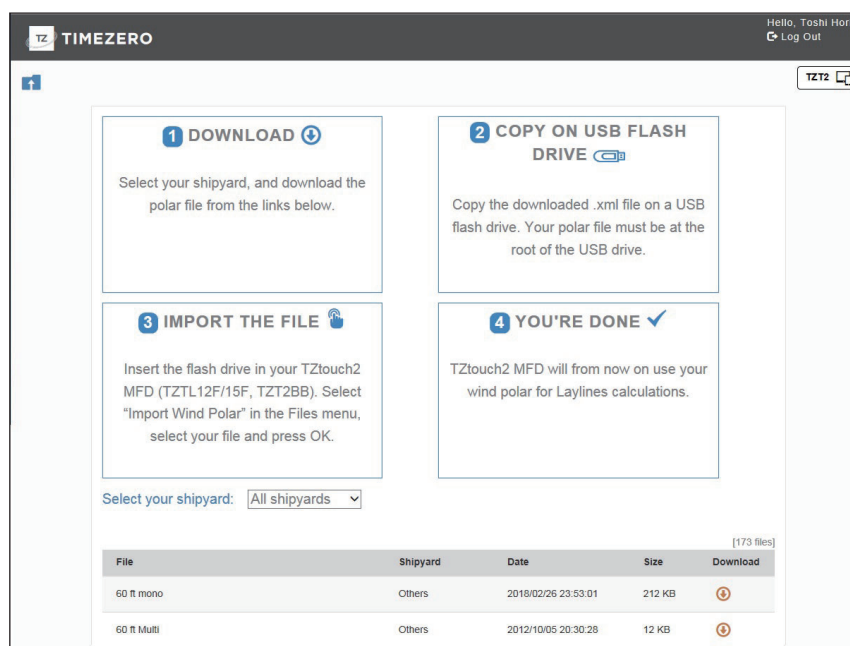 TZ TIMEZERO
Hello, Toshi Hor
Log Out
TZT2
1 DOWNLOAD
Select your shipyard, and download the
polar file from the links below.
2 COPY ON USB FLASH
DRIVE
Copy the downloaded .xml file on a USB
flash drive. Your polar file must be at the
root of the USB drive.
3 IMPORT THE FILE
Insert the flash drive in your TZtouch2
MFD (TZTL12F/15F, TZT2BB). Select
“Import Wind Polar” in the Files menu,
select your file and press OK.
4 YOU'RE DONE
TZtouch2 MFD will from now on use your
wind polar for Laylines calculations.
Select your shipyard: All shipyards
[173 files]
File Shipyard Date Size Download
60 ft mono Others 2018/02/26 23:53:01 212 KB
60 ft Multi Others 2012/10/05 20:30:28 12 KB